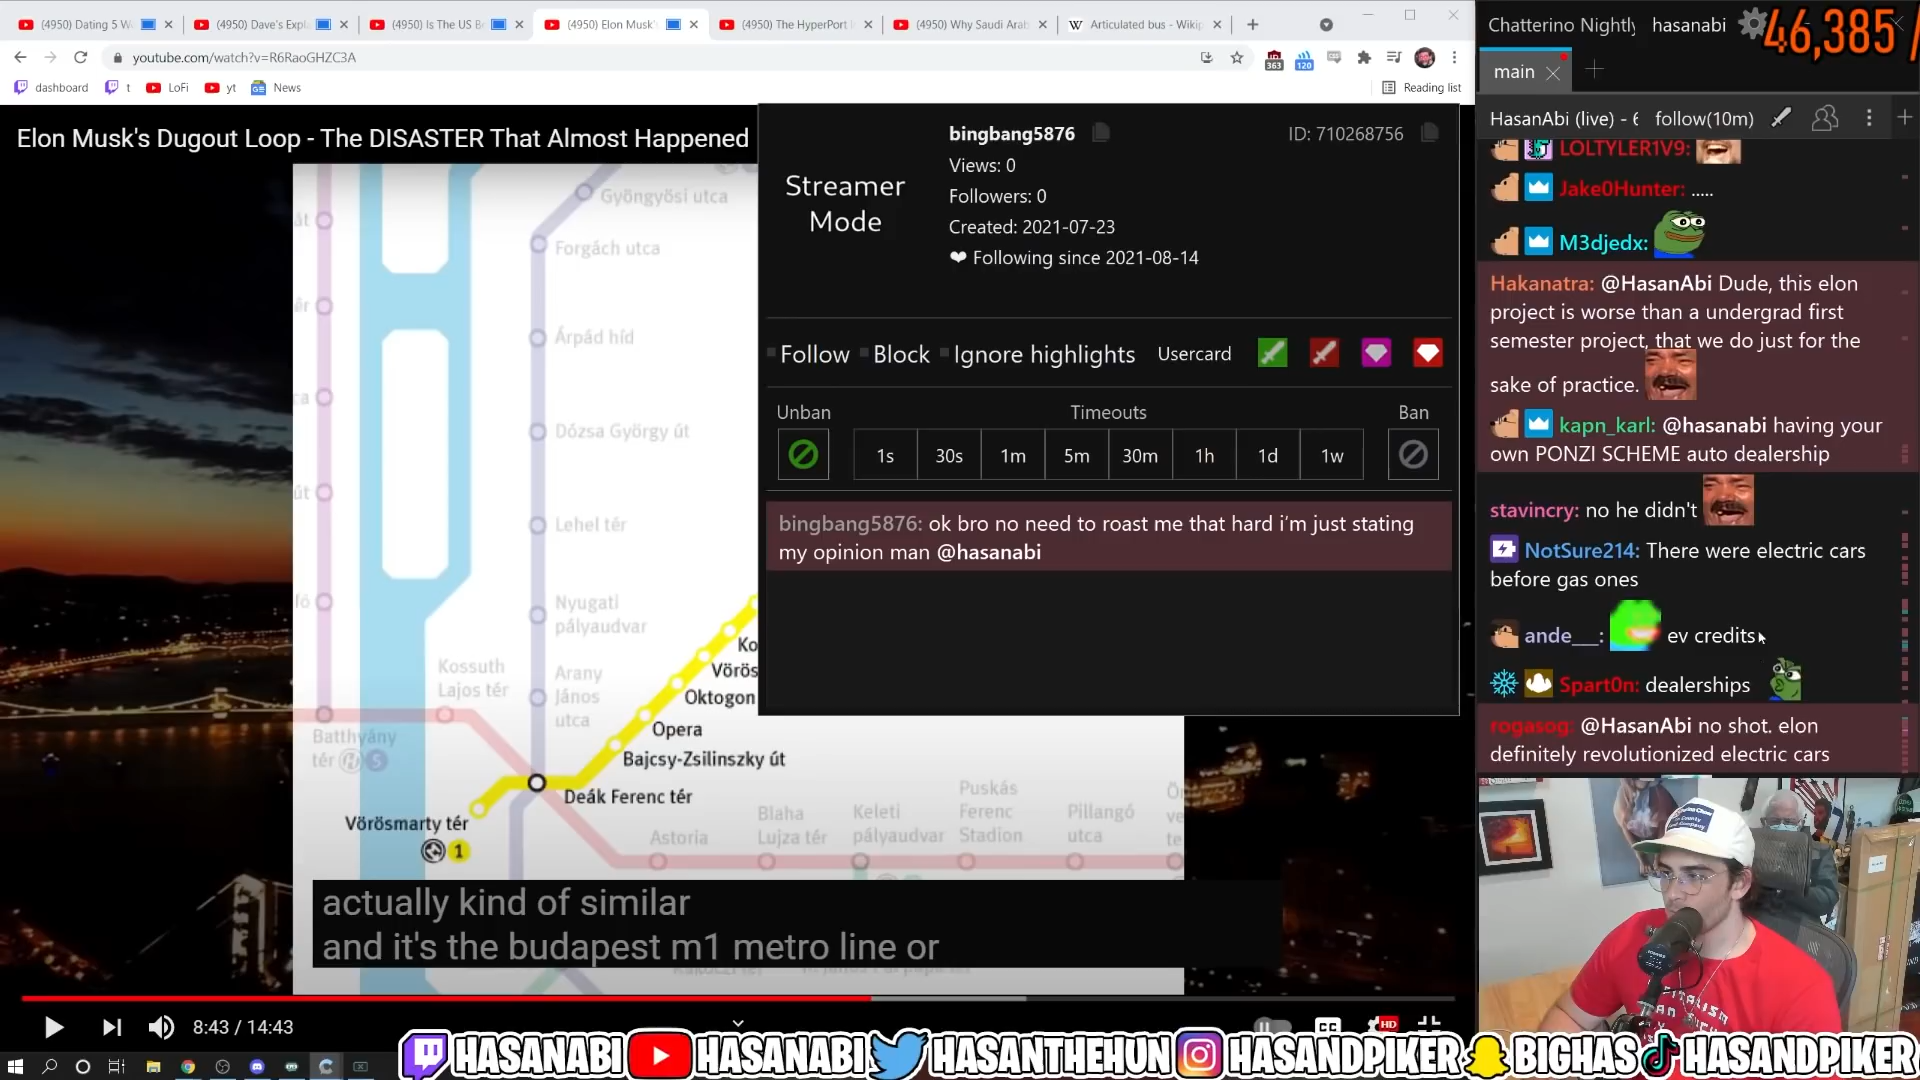 (4950) Dating 5 W
(4950) Dave's Expl
(4950) Is The US B
(4950) Elon Musk'
(4950) The HyperPort
(4950) Why Saudi Arab
Articulated bus - Wikip
youtube.com/watch?v=R6RaoGHZC3A
363
120
dashboard
t
LoFi
yt
News
Reading list
Elon Musk's Dugout Loop - The DISASTER That Almost Happened
Gyöngyösi utca
Forgách utca
Árpád híd
Dózsa György út
Lehel tér
Nyugati
pályaudvar
Kossuth
Lajos tér
Arany
János
utca
Batthyány
tér
Ko
Vörös
Oktogon
Opera
Bajcsy-Zsilinszky út
Deák Ferenc tér
Vörösmarty tér
1
Astoria
Blaha
Lujza tér
Keleti
pályaudvar
Puskás
Ferenc
Stadion
Pillangó
utca
actually kind of similar
and it's the budapest m1 metro line or
8:43 / 14:43
HD
Streamer
Mode
bingbang5876
ID: 710268756
Views: 0
Followers: 0
Created: 2021-07-23
❤ Following since 2021-08-14
Follow
Block
Ignore highlights
Usercard
Unban
Timeouts
Ban
1s
30s
1m
5m
30m
1h
1d
1w
bingbang5876: ok bro no need to roast me that hard i'm just stating
my opinion man @hasanabi
Chatterino Nightly
hasanabi
46,385 /
main
HasanAbi (live) - 6
follow(10m)
LOLTYLER1V9:
Jake0Hunter: .....
M3djedx:
Hakanatra: @HasanAbi Dude, this elon
project is worse than a undergrad first
semester project, that we do just for the
sake of practice.
kapn_karl: @hasanabi having your
own PONZI SCHEME auto dealership
stavincry: no he didn't
NotSure214: There were electric cars
before gas ones
ande___: ev credits
Spart0n: dealerships
rogasog: @HasanAbi no shot. elon
definitely revolutionized electric cars
HASANABI
HASANABI
HASANTHEHUN
HASANDPIKER
BIGHAS
HASANDPIKER